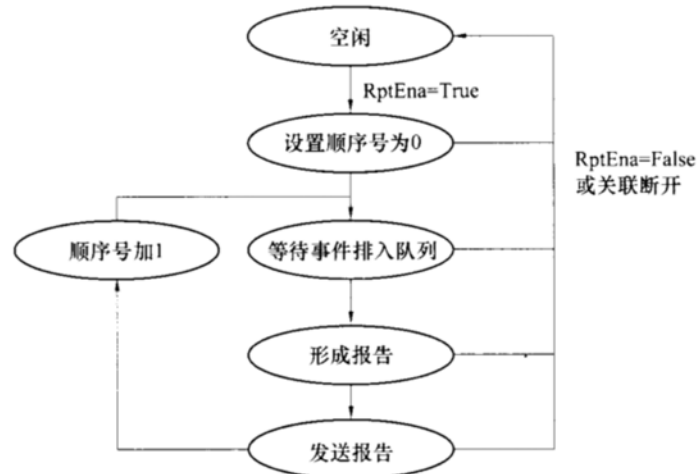 空闲
RptEna=True
设置顺序号为0
RptEna=False
或关联断开
顺序号加1
等待事件排入队列
形成报告
发送报告